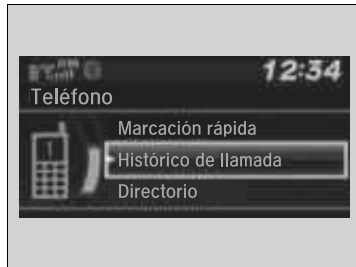 12:34
Teléfono
Marcación rápida
Histórico de llamada
Directorio